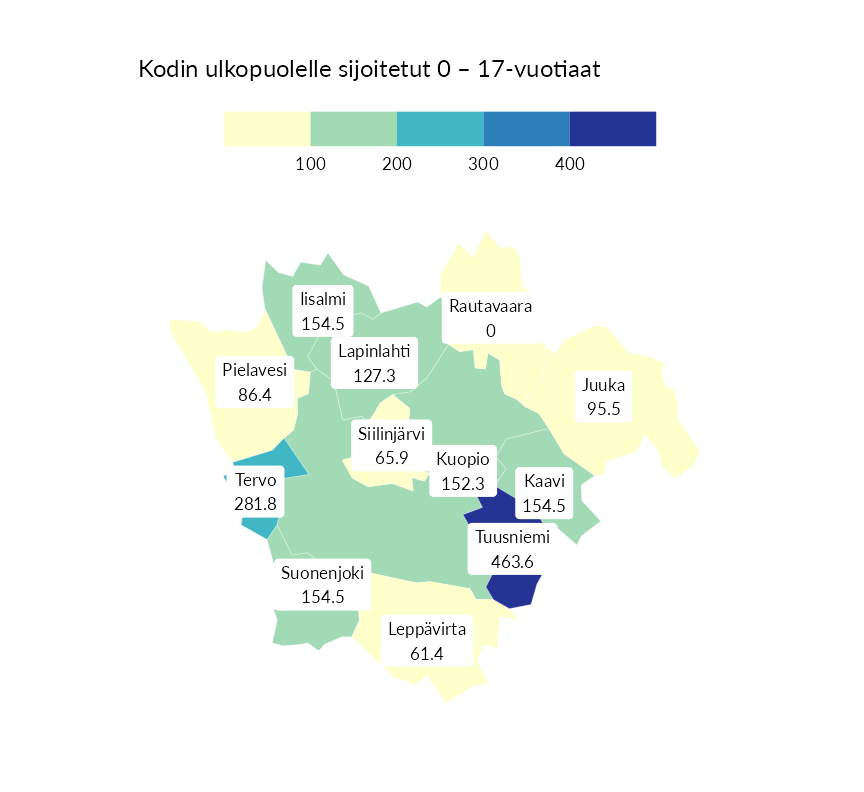 Kodin ulkopuolelle sijoitetut 0 – 17-vuotiaat
100 200 300 400
Iisalmi
154.5
Rautavaara
0
Lapinlahti
127.3
Pielavesi
86.4
Juuka
95.5
Siilinjärvi
65.9
Kuopio
152.3
Tervo
281.8
Kaavi
154.5
Tuusniemi
463.6
Suonenjoki
154.5
Leppävirta
61.4